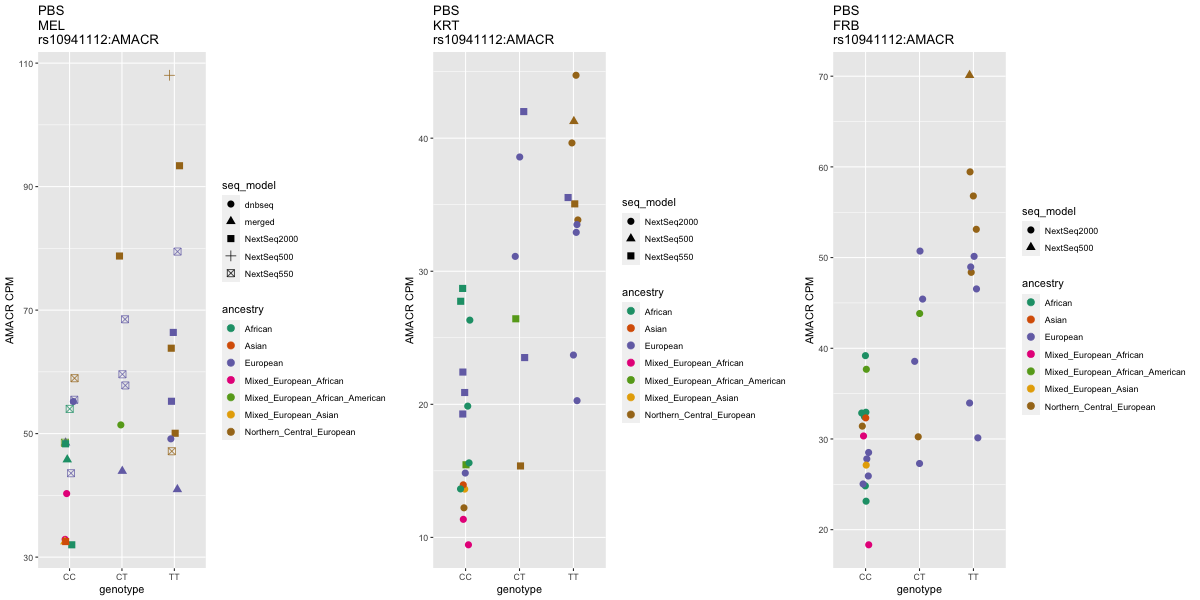 PBS
MEL
rs10941112:AMACR
110
90
70
50
30
AMACR CPM
CC
CT
TT
genotype
seq_model
dnbseq
merged
NextSeq2000
NextSeq500
NextSeq550
ancestry
African
Asian
European
Mixed_European_African
Mixed_European_African_American
Mixed_European_Asian
Northern_Central_European
PBS
KRT
rs10941112:AMACR
40
30
20
10
AMACR CPM
CC
CT
TT
genotype
seq_model
NextSeq2000
NextSeq500
NextSeq550
ancestry
African
Asian
European
Mixed_European_African
Mixed_European_African_American
Mixed_European_Asian
Northern_Central_European
PBS
FRB
rs10941112:AMACR
70
60
50
40
30
20
AMACR CPM
CC
CT
TT
genotype
seq_model
NextSeq2000
NextSeq500
ancestry
African
Asian
European
Mixed_European_African
Mixed_European_African_American
Mixed_European_Asian
Northern_Central_European